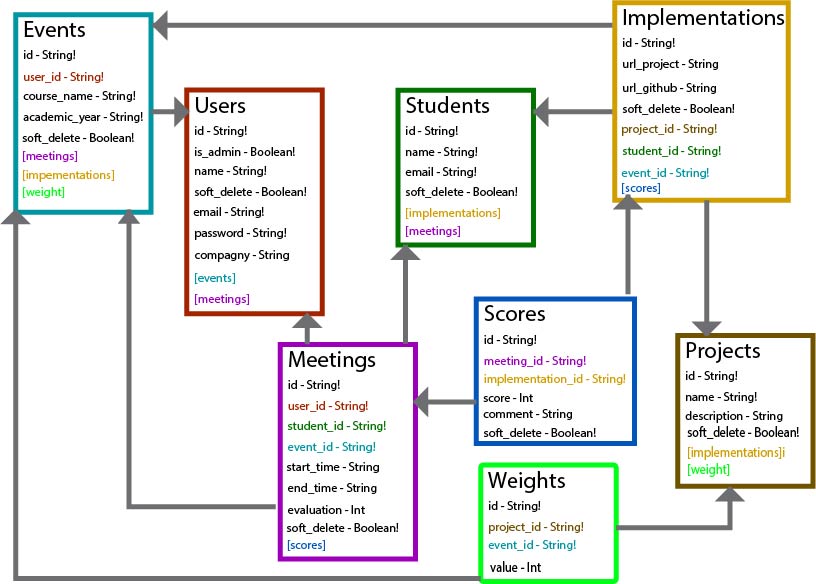 Events
id - String!
user_id - String!
course_name - String!
academic_year - String!
soft_delete - Boolean!
[meetings]
[impementations]
[weight]
Users
id - String!
is_admin - Boolean!
name - String!
soft_delete - Boolean!
email - String!
password - String!
compagny - String
[events]
[meetings]
Students
id - String!
name - String!
email - String!
soft_delete - Boolean!
[implementations]
[meetings]
Implementations
id - String!
url_project - String
url_github - String
soft_delete - Boolean!
project_id - String!
student_id - String!
event_id - String!
[scores]
Meetings
id - String!
user_id - String!
student_id - String!
event_id - String!
start_time - String
end_time - String
evaluation - Int
soft_delete - Boolean!
[scores]
Scores
id - String!
meeting_id - String!
implementation_id - String!
score - Int
comment - String
soft_delete - Boolean!
Projects
id - String!
name - String!
description - String
soft_delete - Boolean!
[implementations]i
[weight]
Weights
id - String!
project_id - String!
event_id - String!
value - Int